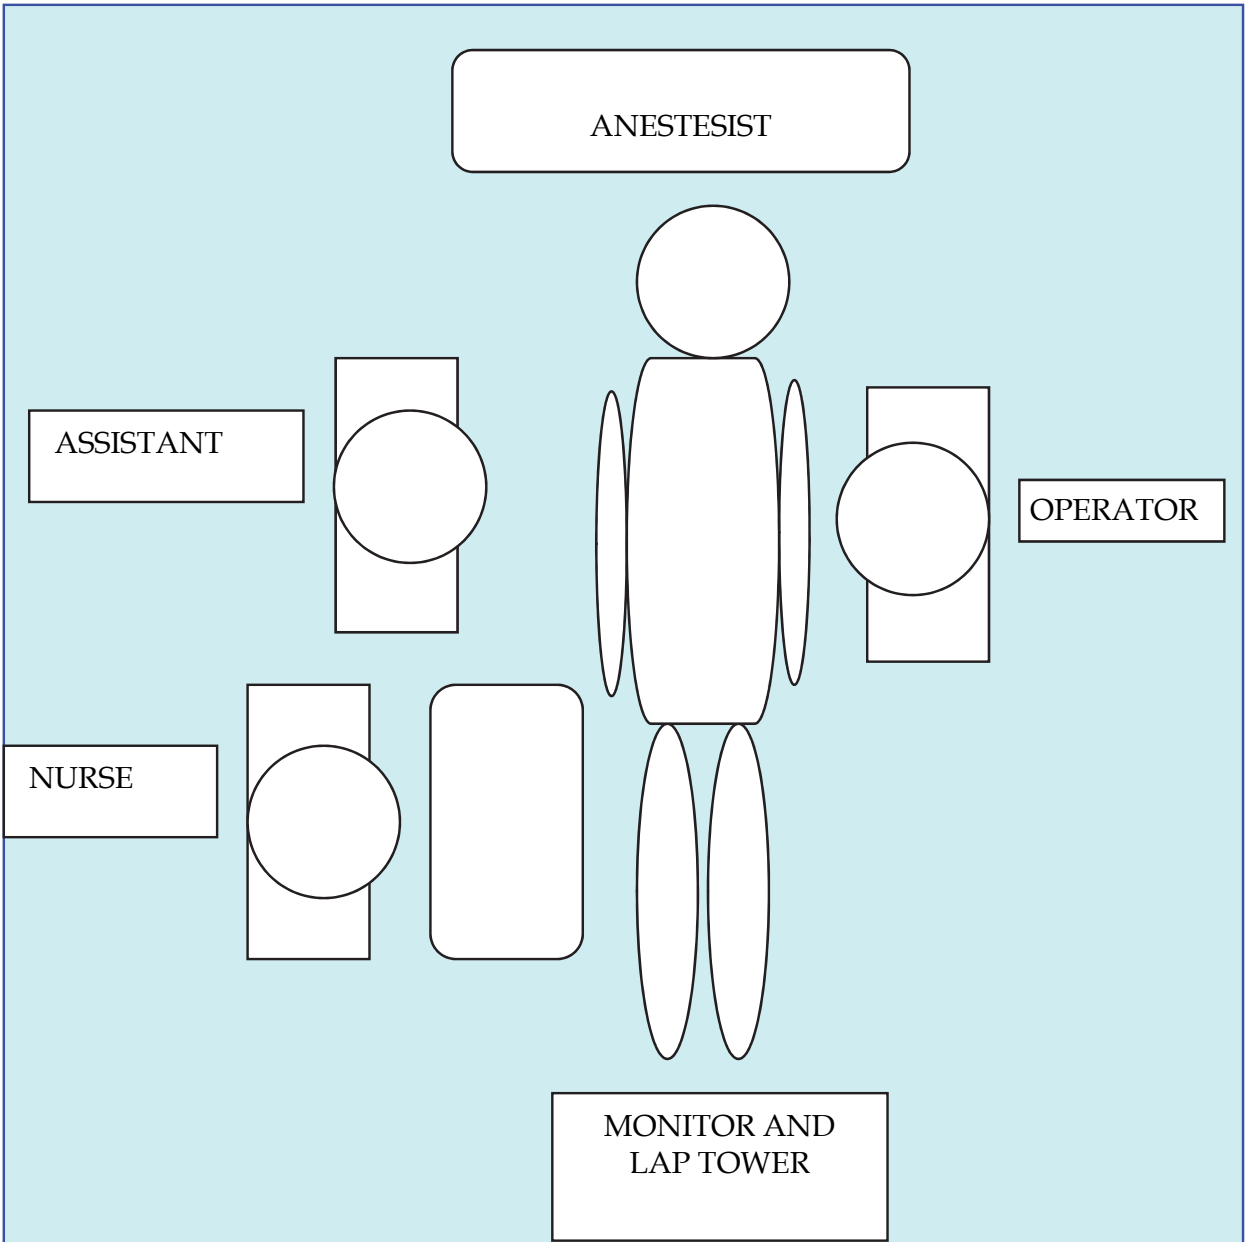 ANESTESIST
ASSISTANT
OPERATOR
NURSE
MONITOR AND
LAP TOWER